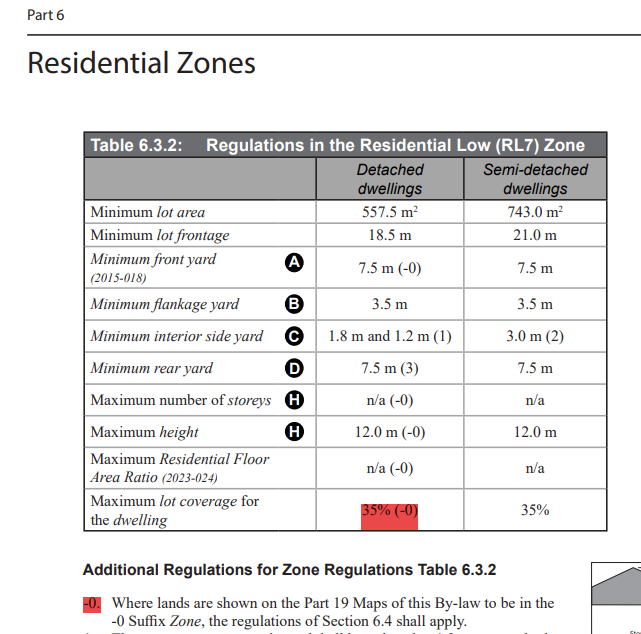 Part 6
Residential Zones
Table 6.3.2: Regulations in the Residential Low (RL7) Zone
Detached dwellings Semi-detached dwellings
Minimum lot area 557.5 m² 743.0 m²
Minimum lot frontage 18.5 m 21.0 m
Minimum front yard (2015-018) A 7.5 m (-0) 7.5 m
Minimum flankage yard B 3.5 m 3.5 m
Minimum interior side yard C 1.8 m and 1.2 m (1) 3.0 m (2)
Minimum rear yard D 7.5 m (3) 7.5 m
Maximum number of storeys H n/a (-0) n/a
Maximum height H 12.0 m (-0) 12.0 m
Maximum Residential Floor Area Ratio (2023-024) n/a (-0) n/a
Maximum lot coverage for the dwelling 35% (-0) 35%
Additional Regulations for Zone Regulations Table 6.3.2
-0. Where lands are shown on the Part 19 Maps of this By-law to be in the
-0 Suffix Zone, the regulations of Section 6.4 shall apply.